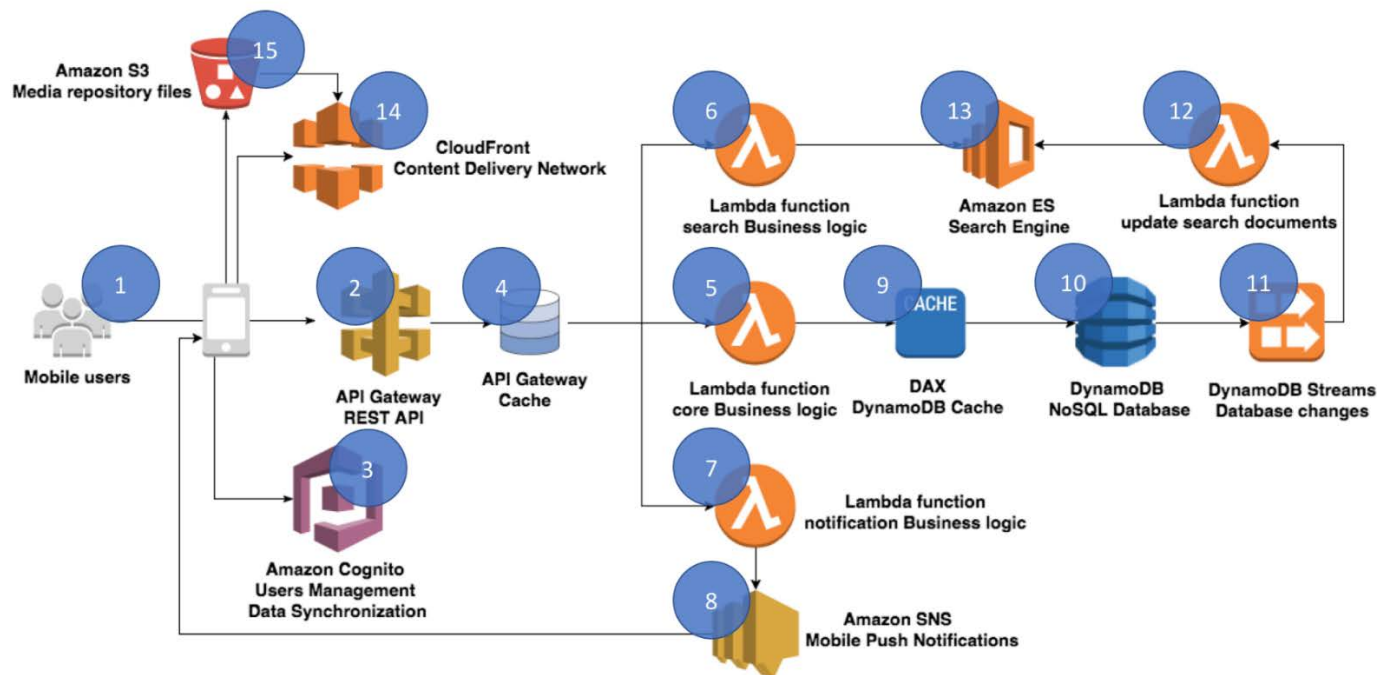 15
Amazon S3
Media repository files
14
CloudFront
Content Delivery Network
6
Lambda function
search Business logic
13
Amazon ES
Search Engine
12
Lambda function
update search documents
1
Mobile users
2
API Gateway
REST API
4
API Gateway
Cache
5
Lambda function
core Business logic
9
CACHE
DAX
DynamoDB Cache
10
DynamoDB
NoSQL Database
11
DynamoDB Streams
Database changes
3
Amazon Cognito
Users Management
Data Synchronization
7
Lambda function
notification Business logic
8
Amazon SNS
Mobile Push Notifications